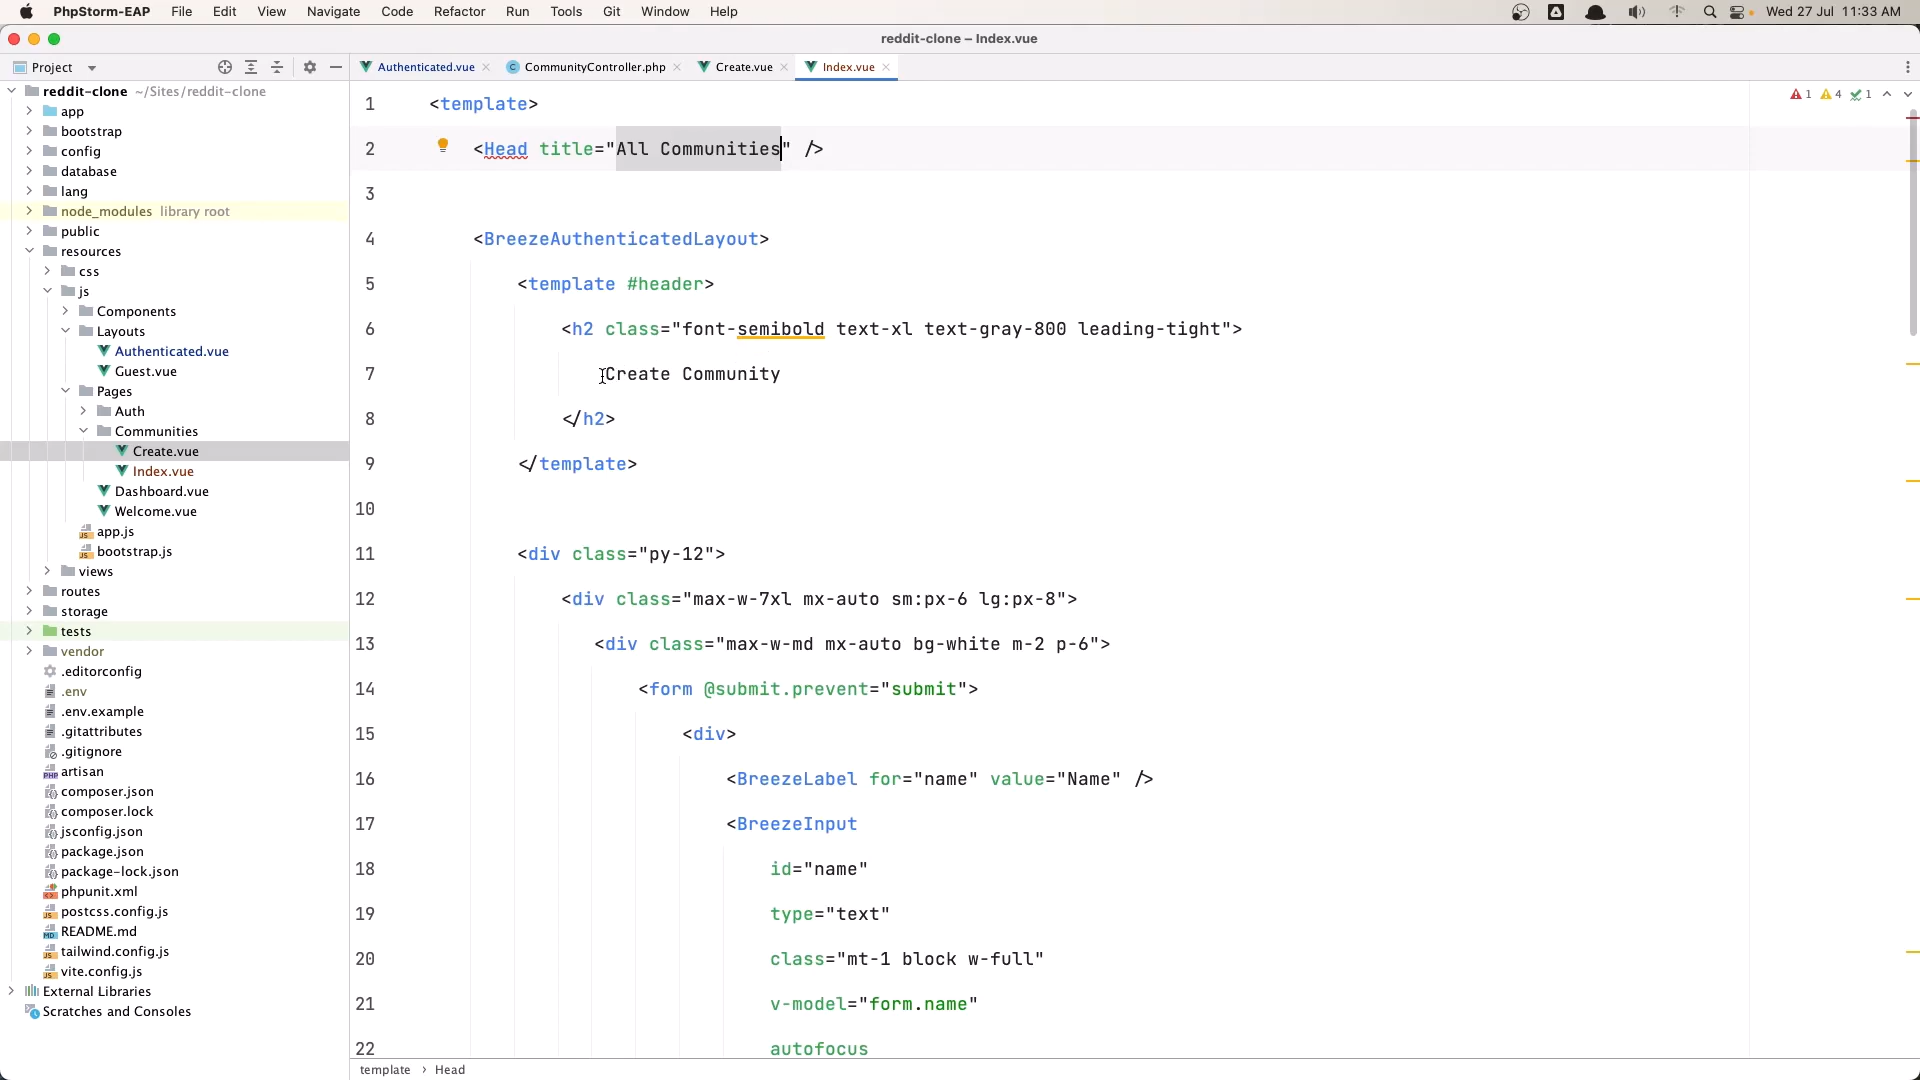 PhpStorm-EAP File Edit View Navigate Code Refactor Run Tools Git Window Help Wed 27 Jul 11:33 AM
reddit-clone – Index.vue
Project Authenticated.vue CommunityController.php Create.vue Index.vue
reddit-clone ~/Sites/reddit-clone
app
bootstrap
config
database
lang
node_modules library root
public
resources
css
js
Components
Layouts
Authenticated.vue
Guest.vue
Pages
Auth
Communities
Create.vue
Index.vue
Dashboard.vue
Welcome.vue
app.js
bootstrap.js
views
routes
storage
tests
vendor
.editorconfig
.env
.env.example
.gitattributes
.gitignore
artisan
composer.json
composer.lock
jsconfig.json
package.json
package-lock.json
phpunit.xml
postcss.config.js
README.md
tailwind.config.js
vite.config.js
External Libraries
Scratches and Consoles
1 4 1
1 <template>
2 <Head title="All Communities" />
3
4 <BreezeAuthenticatedLayout>
5 <template #header>
6 <h2 class="font-semibold text-xl text-gray-800 leading-tight">
7 Create Community
8 </h2>
9 </template>
10
11 <div class="py-12">
12 <div class="max-w-7xl mx-auto sm:px-6 lg:px-8">
13 <div class="max-w-md mx-auto bg-white m-2 p-6">
14 <form @submit.prevent="submit">
15 <div>
16 <BreezeLabel for="name" value="Name" />
17 <BreezeInput
18 id="name"
19 type="text"
20 class="mt-1 block w-full"
21 v-model="form.name"
22 autofocus
template › Head